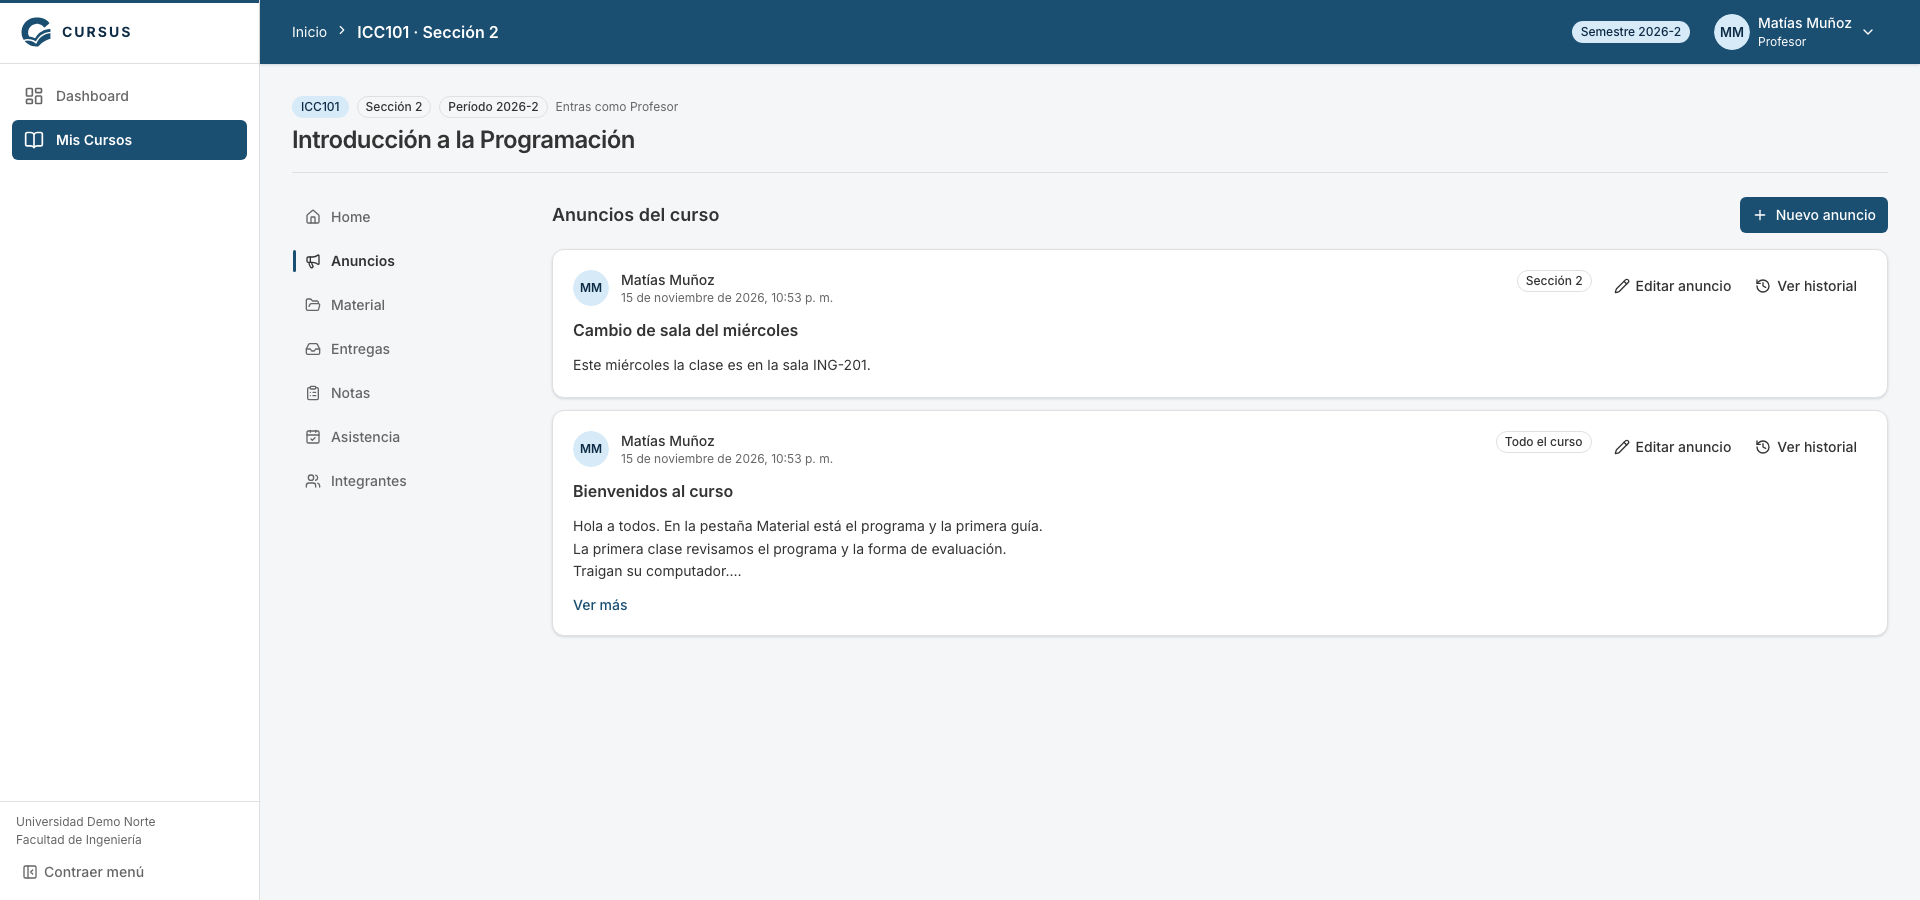 CURSUS
Inicio
ICC101 · Sección 2
Semestre 2026-2
MM
Matías Muñoz
Profesor
Dashboard
Mis Cursos
ICC101
Sección 2
Período 2026-2
Entras como Profesor
Introducción a la Programación
Home
Anuncios
Material
Entregas
Notas
Asistencia
Integrantes
Anuncios del curso
Nuevo anuncio
MM
Matías Muñoz
15 de noviembre de 2026, 10:53 p. m.
Sección 2
Editar anuncio
Ver historial
Cambio de sala del miércoles
Este miércoles la clase es en la sala ING-201.
MM
Matías Muñoz
15 de noviembre de 2026, 10:53 p. m.
Todo el curso
Editar anuncio
Ver historial
Bienvenidos al curso
Hola a todos. En la pestaña Material está el programa y la primera guía.
La primera clase revisamos el programa y la forma de evaluación.
Traigan su computador....
Ver más
Universidad Demo Norte
Facultad de Ingeniería
Contraer menú